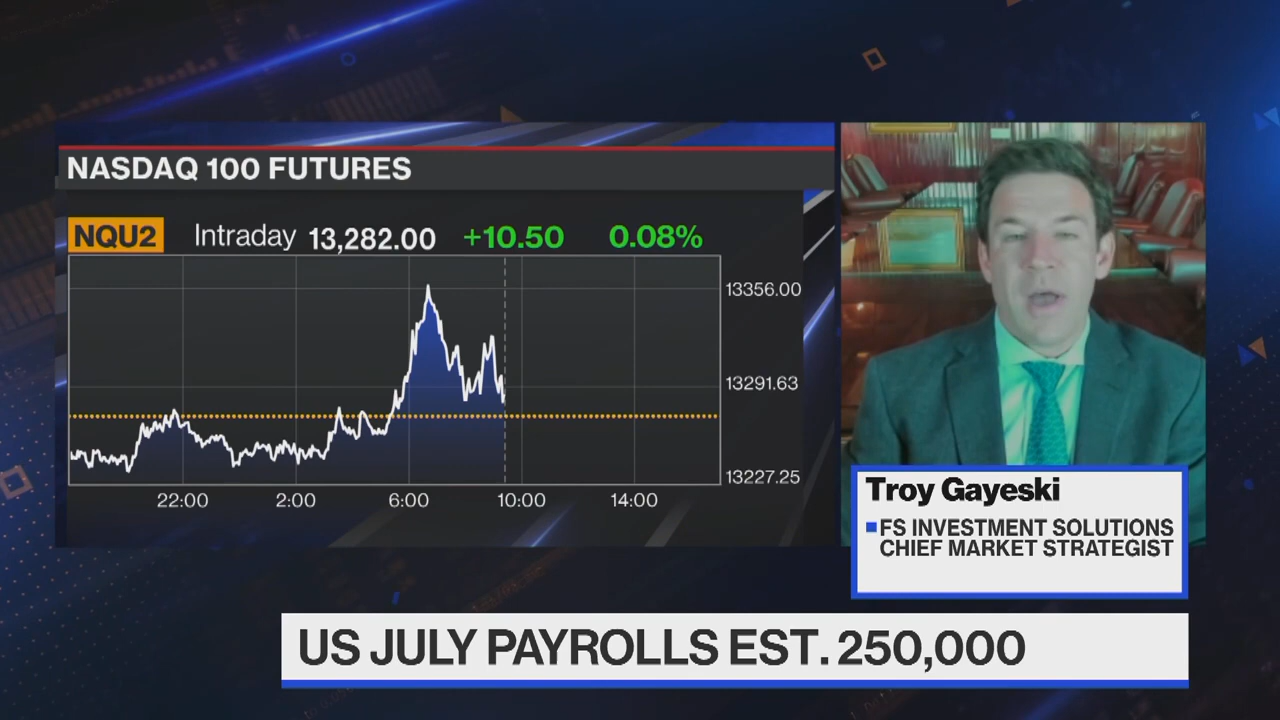 NASDAQ 100 FUTURES
NQU2 Intraday 13,282.00 +10.50 0.08%
13356.00
13291.63
13227.25
22:00 2:00 6:00 10:00 14:00
Troy Gayeski
FS INVESTMENT SOLUTIONS
CHIEF MARKET STRATEGIST
US JULY PAYROLLS EST. 250,000